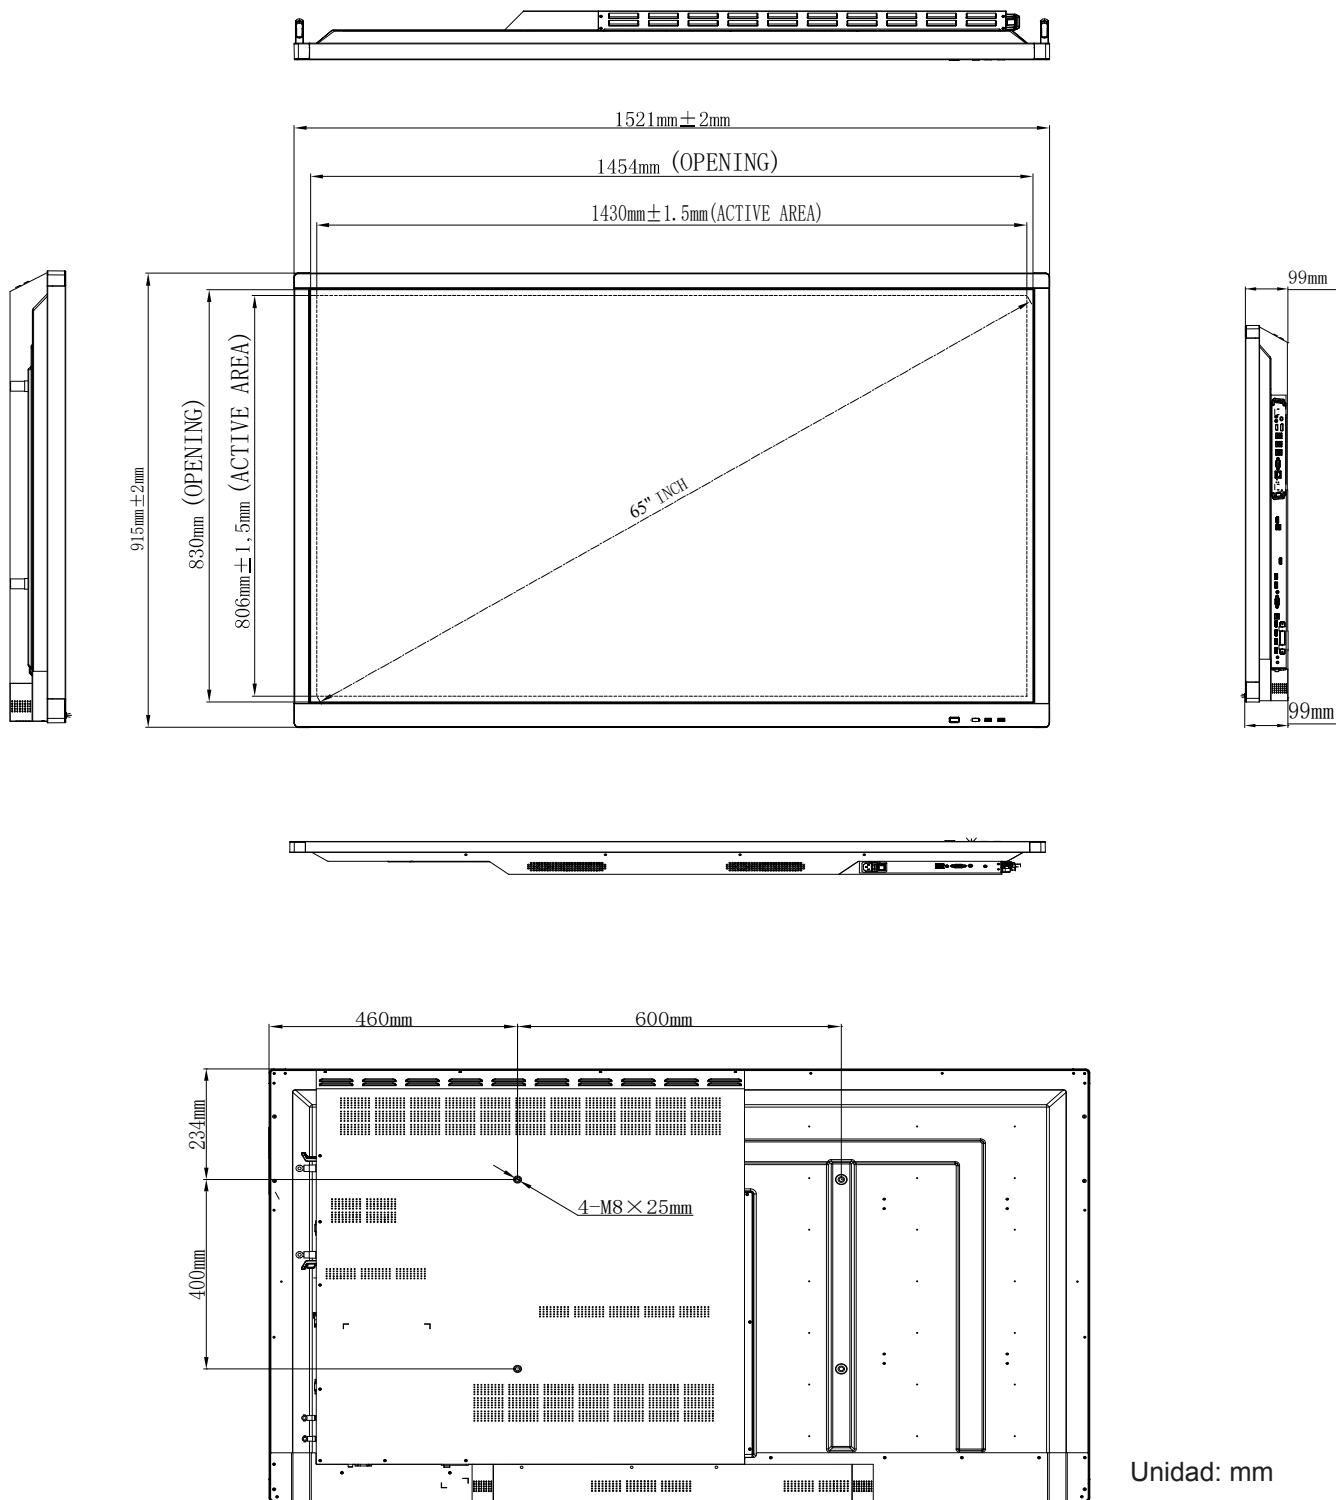 1521mm±2mm
1454mm (OPENING)
1430mm±1.5mm(ACTIVE AREA)
99mm
915mm±2mm
830mm (OPENING)
806mm±1,5mm (ACTIVE AREA)
65" INCH
99mm
460mm
600mm
234mm
4-M8×25mm
400mm
Unidad: mm